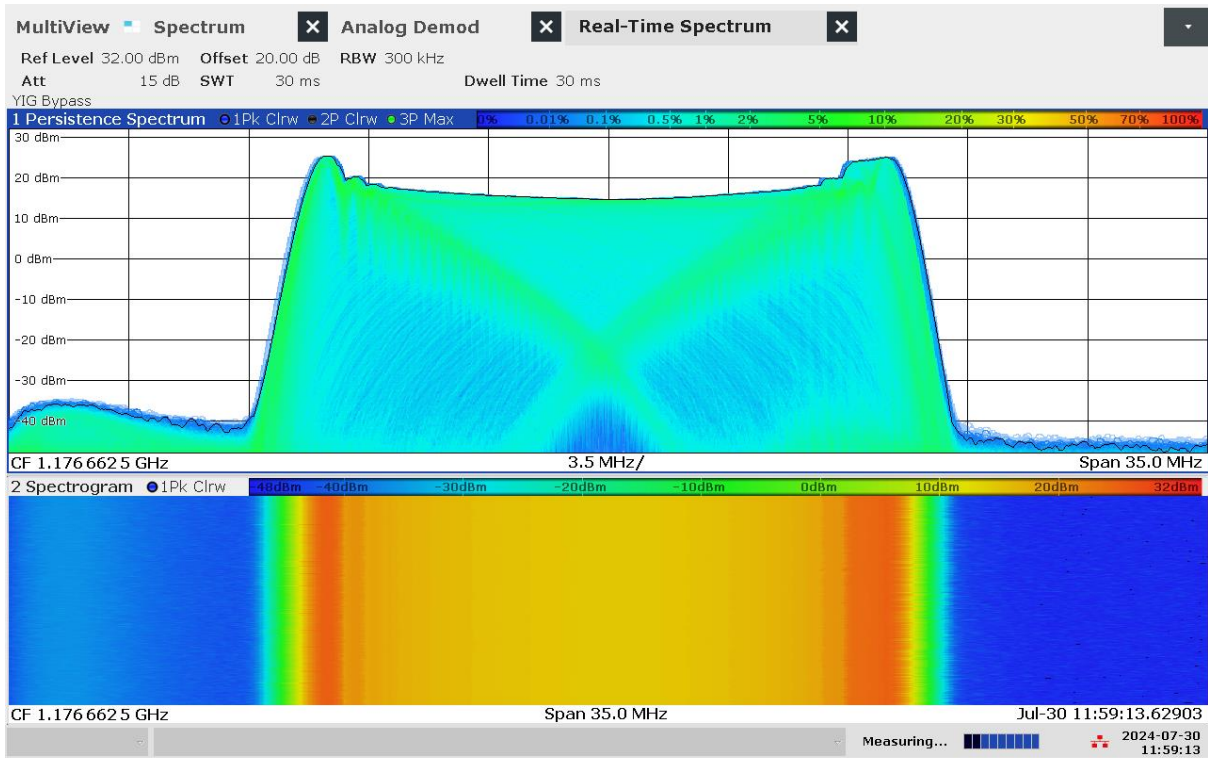 MultiView Spectrum X Analog Demod X Real-Time Spectrum X
Ref Level 32.00 dBm Offset 20.00 dB RBW 300 kHz
Att 15 dB SWT 30 ms Dwell Time 30 ms
YIG Bypass
1 Persistence Spectrum 1Pk Clrw 2P Clrw 3P Max 0% 0.01% 0.1% 0.5% 1% 2% 5% 10% 20% 30% 50% 70% 100%
30 dBm
20 dBm
10 dBm
0 dBm
-10 dBm
-20 dBm
-30 dBm
-40 dBm
CF 1.176 662 5 GHz 3.5 MHz/ Span 35.0 MHz
2 Spectrogram 1Pk Clrw -48dBm -40dBm -30dBm -20dBm -10dBm 0dBm 10dBm 20dBm 32dBm
CF 1.176 662 5 GHz Span 35.0 MHz Jul-30 11:59:13.62903
Measuring... 2024-07-30
11:59:13